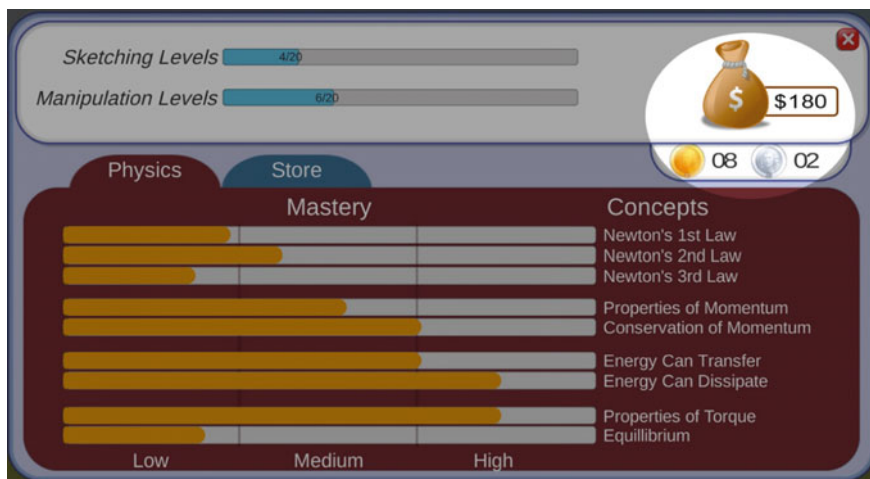 Sketching Levels 4/20
Manipulation Levels 6/20
$ $180
08 02
Physics Store
Mastery Concepts
Newton's 1st Law
Newton's 2nd Law
Newton's 3rd Law
Properties of Momentum
Conservation of Momentum
Energy Can Transfer
Energy Can Dissipate
Properties of Torque
Equillibrium
Low Medium High